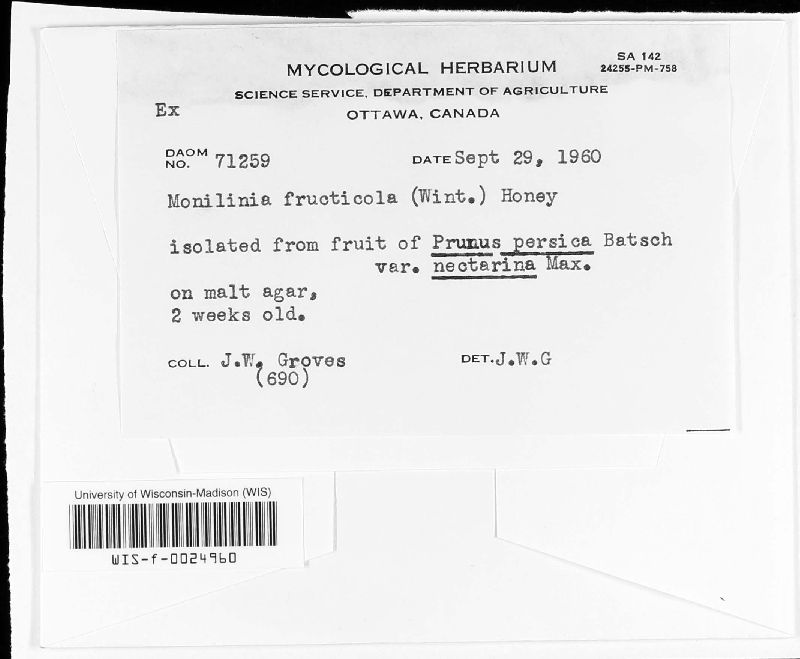 SA 142
MYCOLOGICAL HERBARIUM 24255-PM-758
SCIENCE SERVICE, DEPARTMENT OF AGRICULTURE
Ex OTTAWA, CANADA
DAOM NO. 71259 DATE Sept 29, 1960
Monilinia fructicola (Wint.) Honey
isolated from fruit of Prunus persica Batsch
var. nectarina Max.
on malt agar,
2 weeks old.
COLL. J.W. Groves DET. J.W.G
(690)
University of Wisconsin-Madison (WIS)
WIS-f-0024960